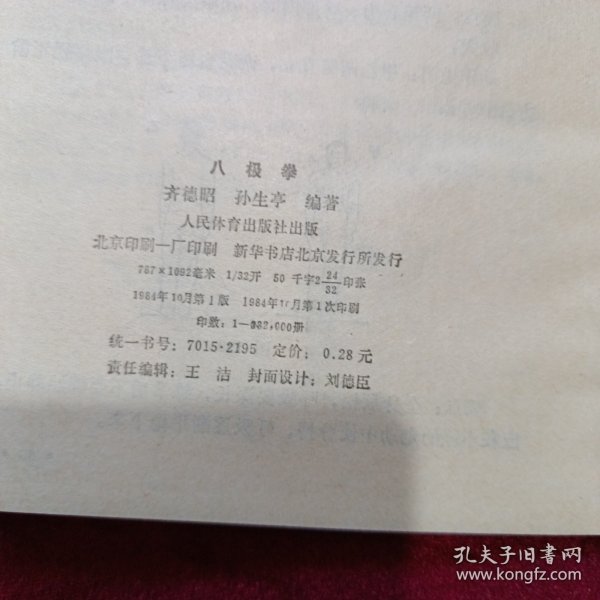 八极拳
齐德昭 孙生亭 编著
人民体育出版社出版
北京印刷一厂印刷 新华书店北京发行所发行
787×1092毫米 1/32开 50 千字 2 24/32 印张
1984年10月第1版 1984年10月第1次印刷
印数：1—082,000册
统一书号：7015·2195 定价：0.28元
责任编辑：王 洁 封面设计：刘德臣
孔夫子旧书网
www.kongfz.com